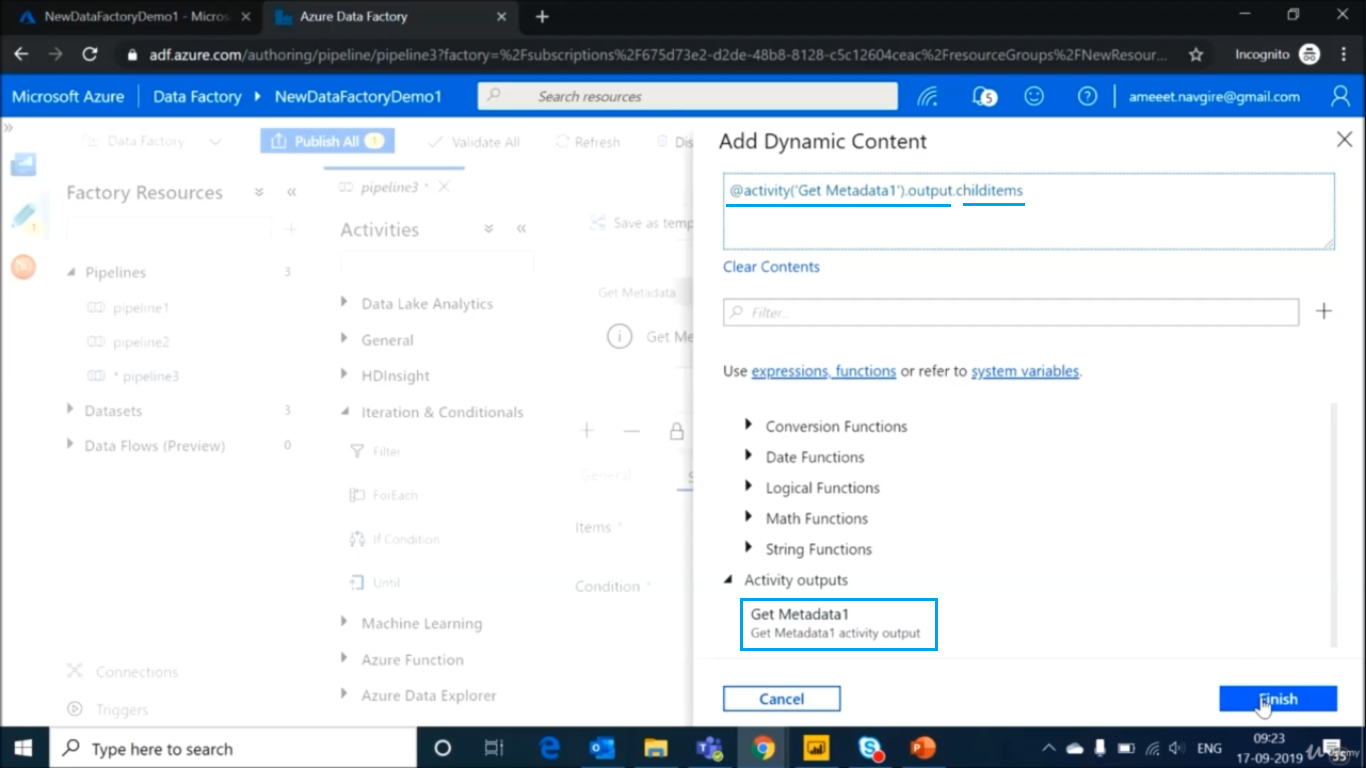 NewDataFactoryDemo1 - Micros
Azure Data Factory
adf.azure.com/authoring/pipeline/pipeline3?factory=%2Fsubscriptions%2F675d73e2-d2de-48b8-8128-c5c12604ceac%2FresourceGroups%2FNewResour...
Incognito
Microsoft Azure
Data Factory
NewDataFactoryDemo1
Search resources
5
ameeet.navgire@gmail.com
Data Factory
Publish All 1
Validate All
Refresh
Dis
Add Dynamic Content
Factory Resources
pipeline3 *
@activity('Get Metadata1').output.childitems
1
Activities
Save as temp
Pipelines 3
Clear Contents
pipeline1
Data Lake Analytics
Get Metadata
Filter...
pipeline2
General
Get Me
* pipeline3
HDInsight
Use expressions, functions or refer to system variables.
Datasets 3
Iteration & Conditionals
Data Flows (Preview) 0
Filter
ForEach
If Condition
Until
General
S
Items *
Condition *
Conversion Functions
Date Functions
Logical Functions
Math Functions
String Functions
Activity outputs
Get Metadata1
Get Metadata1 activity output
Machine Learning
Azure Function
Azure Data Explorer
Connections
Triggers
Cancel
Finish
Type here to search
ENG
09:23
17-09-2019
35